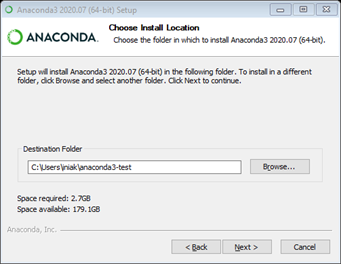 Anaconda3 2020.07 (64-bit) Setup
ANACONDA.
Choose Install Location
Choose the folder in which to install Anaconda3 2020.07 (64-bit).
Setup will install Anaconda3 2020.07 (64-bit) in the following folder. To install in a different
folder, click Browse and select another folder. Click Next to continue.
Destination Folder
C:\Users\iniak\anaconda3-test
Browse...
Space required: 2.7GB
Space available: 179.1GB
Anaconda, Inc.
< Back
Next >
Cancel